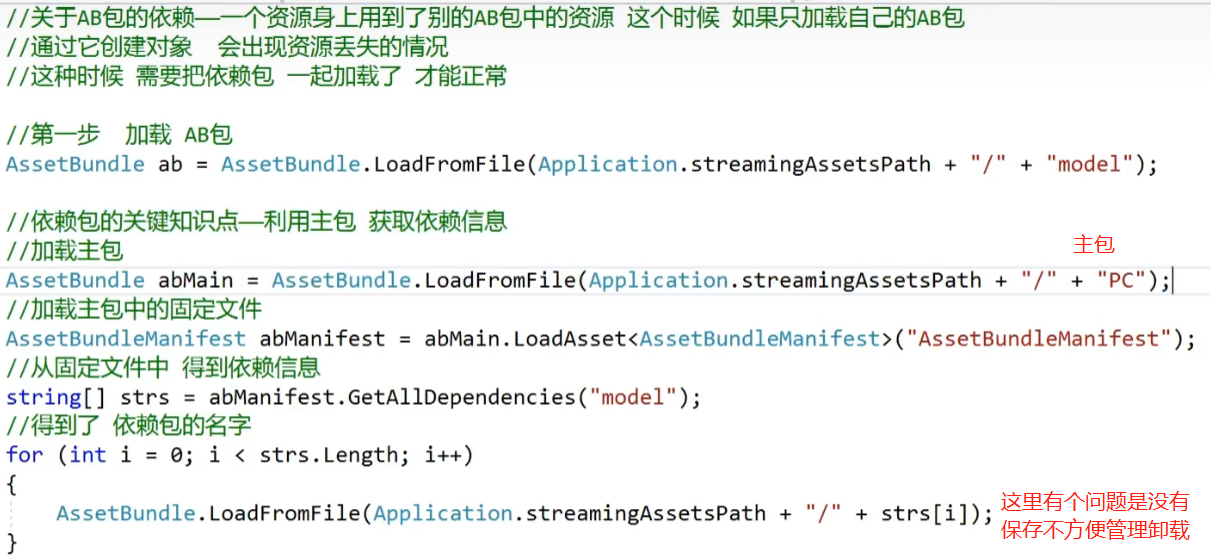 //关于AB包的依赖——一个资源身上用到了别的AB包中的资源 这个时候 如果只加载自己的AB包
//通过它创建对象  会出现资源丢失的情况
//这种时候 需要把依赖包 一起加载了 才能正常
//第一步  加载 AB包
AssetBundle ab = AssetBundle.LoadFromFile(Application.streamingAssetsPath + "/" + "model");
//依赖包的关键知识点—利用主包 获取依赖信息
//加载主包
主包
AssetBundle abMain = AssetBundle.LoadFromFile(Application.streamingAssetsPath + "/" + "PC");
//加载主包中的固定文件
AssetBundleManifest abManifest = abMain.LoadAsset<AssetBundleManifest>("AssetBundleManifest");
//从固定文件中 得到依赖信息
string[] strs = abManifest.GetAllDependencies("model");
//得到了 依赖包的名字
for (int i = 0; i < strs.Length; i++)
{
    AssetBundle.LoadFromFile(Application.streamingAssetsPath + "/" + strs[i]);
这里有个问题是没有
保存不方便管理卸载
}